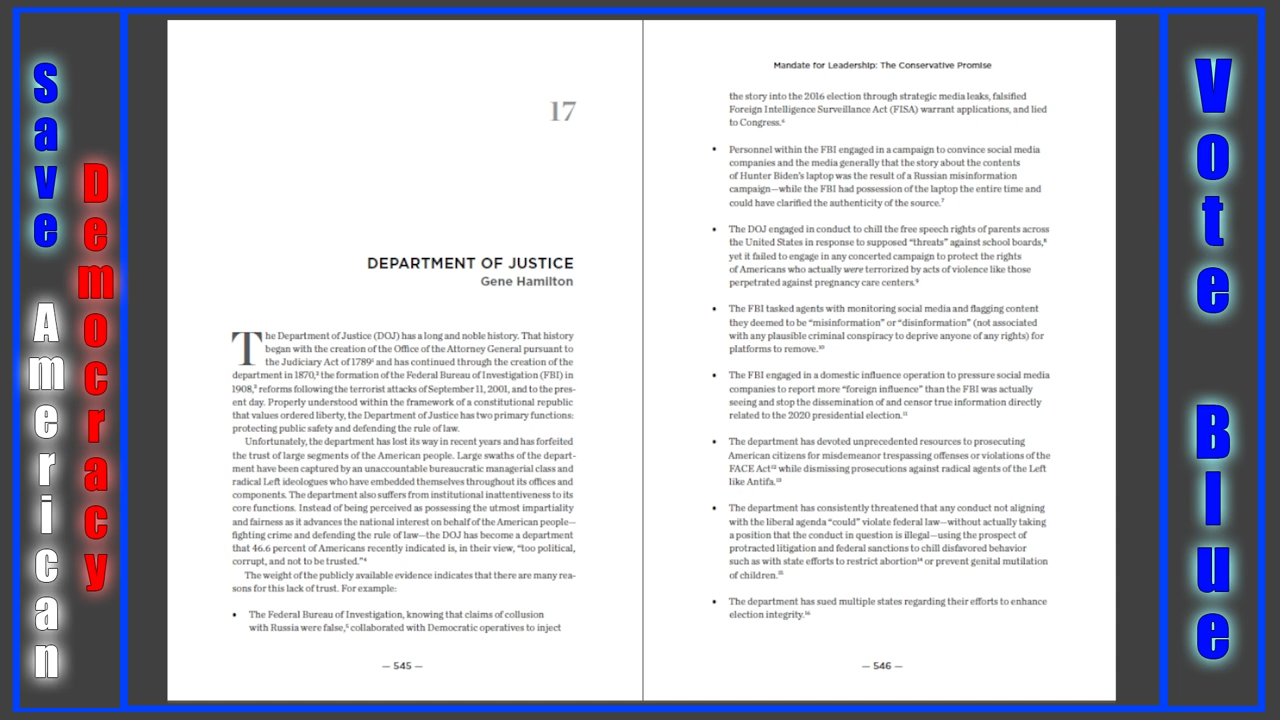 Save
American
Democracy
17
DEPARTMENT OF JUSTICE
Gene Hamilton
The Department of Justice (DOJ) has a long and noble history. That history
began with the creation of the Office of the Attorney General pursuant to
the Judiciary Act of 1789¹ and has continued through the creation of the
department in 1870,² the formation of the Federal Bureau of Investigation (FBI) in
1908,³ reforms following the terrorist attacks of September 11, 2001, and to the pres-
ent day. Properly understood within the framework of a constitutional republic
that values ordered liberty, the Department of Justice has two primary functions:
protecting public safety and defending the rule of law.
Unfortunately, the department has lost its way in recent years and has forfeited
the trust of large segments of the American people. Large swaths of the depart-
ment have been captured by an unaccountable bureaucratic managerial class and
radical Left ideologues who have embedded themselves throughout its offices and
components. The department also suffers from institutional inattentiveness to its
core functions. Instead of being perceived as possessing the utmost impartiality
and fairness as it advances the national interest on behalf of the American people—
fighting crime and defending the rule of law—the DOJ has become a department
that 46.6 percent of Americans recently indicated is, in their view, “too political,
corrupt, and not to be trusted.”⁴
The weight of the publicly available evidence indicates that there are many rea-
sons for this lack of trust. For example:
• The Federal Bureau of Investigation, knowing that claims of collusion
with Russia were false,⁵ collaborated with Democratic operatives to inject
— 545 —
Mandate for Leadership: The Conservative Promise
the story into the 2016 election through strategic media leaks, falsified
Foreign Intelligence Surveillance Act (FISA) warrant applications, and lied
to Congress.⁶
• Personnel within the FBI engaged in a campaign to convince social media
companies and the media generally that the story about the contents
of Hunter Biden’s laptop was the result of a Russian misinformation
campaign—while the FBI had possession of the laptop the entire time and
could have clarified the authenticity of the source.⁷
• The DOJ engaged in conduct to chill the free speech rights of parents across
the United States in response to supposed “threats” against school boards,⁸
yet it failed to engage in any concerted campaign to protect the rights
of Americans who actually were terrorized by acts of violence like those
perpetrated against pregnancy care centers.⁹
• The FBI tasked agents with monitoring social media and flagging content
they deemed to be “misinformation” or “disinformation” (not associated
with any plausible criminal conspiracy to deprive anyone of any rights) for
platforms to remove.¹⁰
• The FBI engaged in a domestic influence operation to pressure social media
companies to report more “foreign influence” than the FBI was actually
seeing and stop the dissemination of and censor true information directly
related to the 2020 presidential election.¹¹
• The department has devoted unprecedented resources to prosecuting
American citizens for misdemeanor trespassing offenses or violations of the
FACE Act¹² while dismissing prosecutions against radical agents of the Left
like Antifa.¹³
• The department has consistently threatened that any conduct not aligning
with the liberal agenda “could” violate federal law—without actually taking
a position that the conduct in question is illegal—using the prospect of
protracted litigation and federal sanctions to chill disfavored behavior
such as with state efforts to restrict abortion¹⁴ or prevent genital mutilation
of children.¹⁵
• The department has sued multiple states regarding their efforts to enhance
election integrity.¹⁶
— 546 —
Vote
Blue